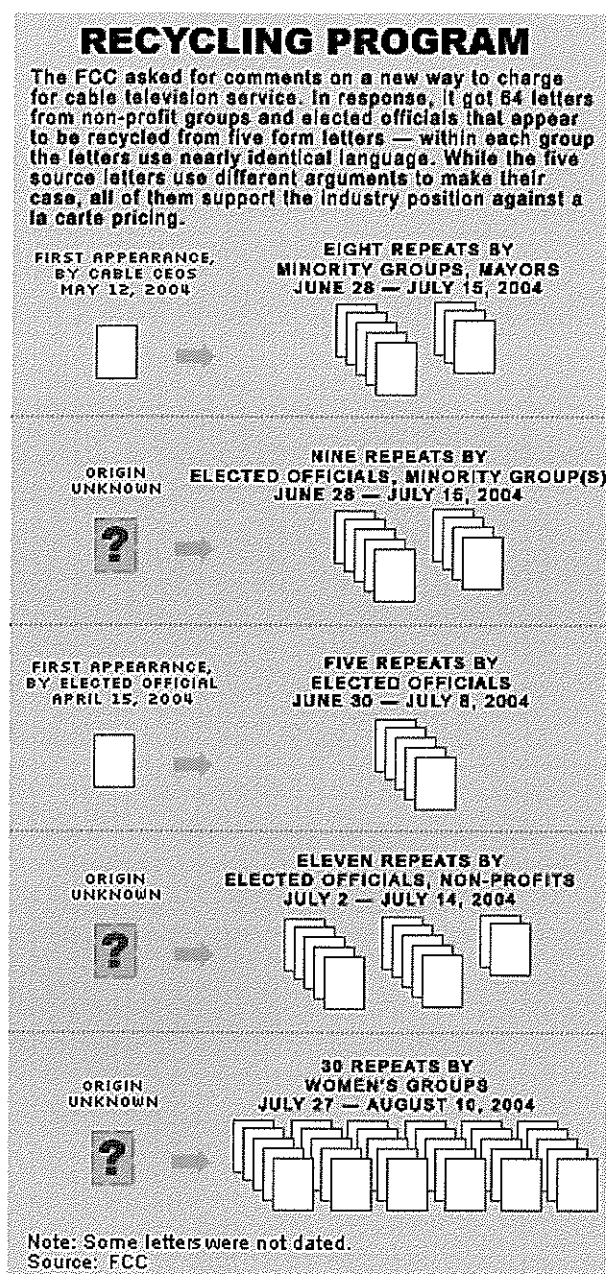 RECYCLING PROGRAM
The FCC asked for comments on a new way to charge
for cable television service. In response, it got 64 letters
from non-profit groups and elected officials that appear
to be recycled from five form letters — within each group
the letters use nearly identical language. While the five
source letters use different arguments to make their
case, all of them support the industry position against a
la carte pricing.
FIRST APPEARANCE,
BY CABLE CEOS
MAY 12, 2004
EIGHT REPEATS BY
MINORITY GROUPS, MAYORS
JUNE 28 — JULY 15, 2004
ORIGIN
UNKNOWN
?
NINE REPEATS BY
ELECTED OFFICIALS, MINORITY GROUP(S)
JUNE 28 — JULY 15, 2004
FIRST APPEARANCE,
BY ELECTED OFFICIAL
APRIL 15, 2004
FIVE REPEATS BY
ELECTED OFFICIALS
JUNE 30 — JULY 8, 2004
ORIGIN
UNKNOWN
?
ELEVEN REPEATS BY
ELECTED OFFICIALS, NON-PROFITS
JULY 2 — JULY 14, 2004
ORIGIN
UNKNOWN
?
30 REPEATS BY
WOMEN'S GROUPS
JULY 27 — AUGUST 10, 2004
Note: Some letters were not dated.
Source: FCC